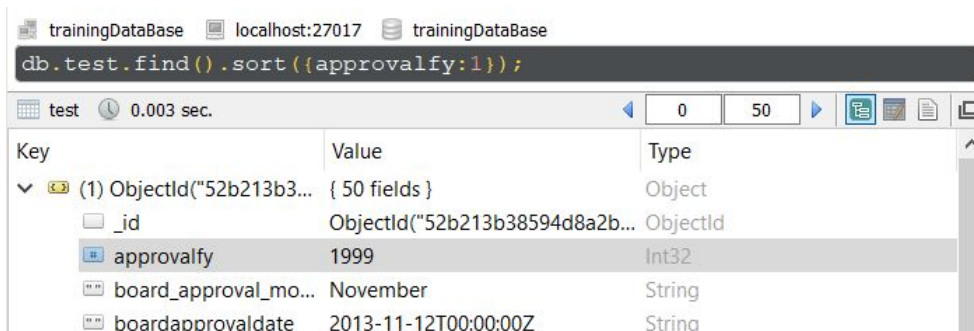 trainingDataBase localhost:27017 trainingDataBase
db.test.find().sort({approvalfy:1});
test 0.003 sec. 0 50
Key Value Type
(1) ObjectId("52b213b3... { 50 fields } Object
_id ObjectId("52b213b38594d8a2b... ObjectId
approvalfy 1999 Int32
board_approval_mo... November String
boardapprovaldate 2013-11-12T00:00:00Z String